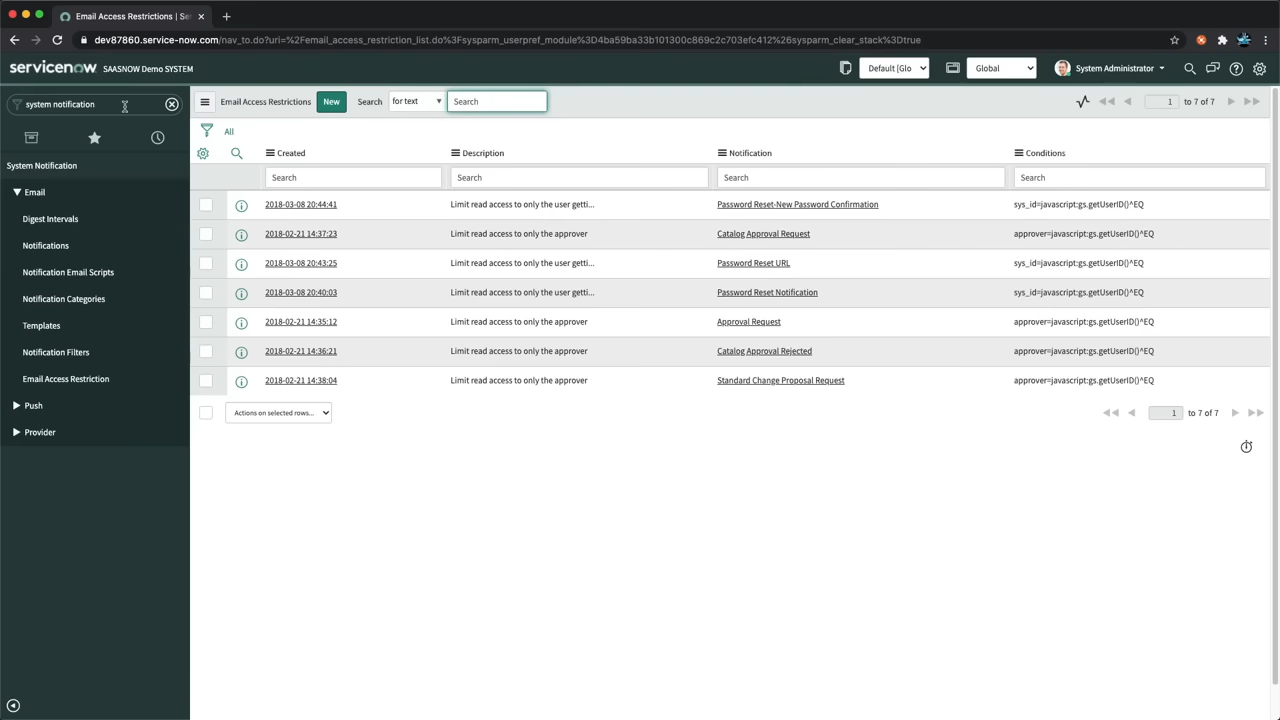 Email Access Restrictions | Se
dev87860.service-now.com/nav_to.do?uri=%2Femail_access_restriction_list.do%3Fsysparm_userpref_module%3D4ba59ba33b101300c869c2c703efc412%26sysparm_clear_stack%3Dtrue
servicenow SAASNOW Demo SYSTEM
Default [Glo
Global
System Administrator
system notification
Email Access Restrictions New Search for text Search
1 to 7 of 7
All
Created Description Notification Conditions
Search Search Search Search
System Notification
Email
Digest Intervals
Notifications
Notification Email Scripts
Notification Categories
Templates
Notification Filters
Email Access Restriction
Push
Provider
2018-03-08 20:44:41 Limit read access to only the user getti... Password Reset-New Password Confirmation sys_id=javascript:gs.getUserID()^EQ
2018-02-21 14:37:23 Limit read access to only the approver Catalog Approval Request approver=javascript:gs.getUserID()^EQ
2018-03-08 20:43:25 Limit read access to only the user getti... Password Reset URL sys_id=javascript:gs.getUserID()^EQ
2018-03-08 20:40:03 Limit read access to only the user getti... Password Reset Notification sys_id=javascript:gs.getUserID()^EQ
2018-02-21 14:35:12 Limit read access to only the approver Approval Request approver=javascript:gs.getUserID()^EQ
2018-02-21 14:36:21 Limit read access to only the approver Catalog Approval Rejected approver=javascript:gs.getUserID()^EQ
2018-02-21 14:38:04 Limit read access to only the approver Standard Change Proposal Request approver=javascript:gs.getUserID()^EQ
Actions on selected rows...
1 to 7 of 7